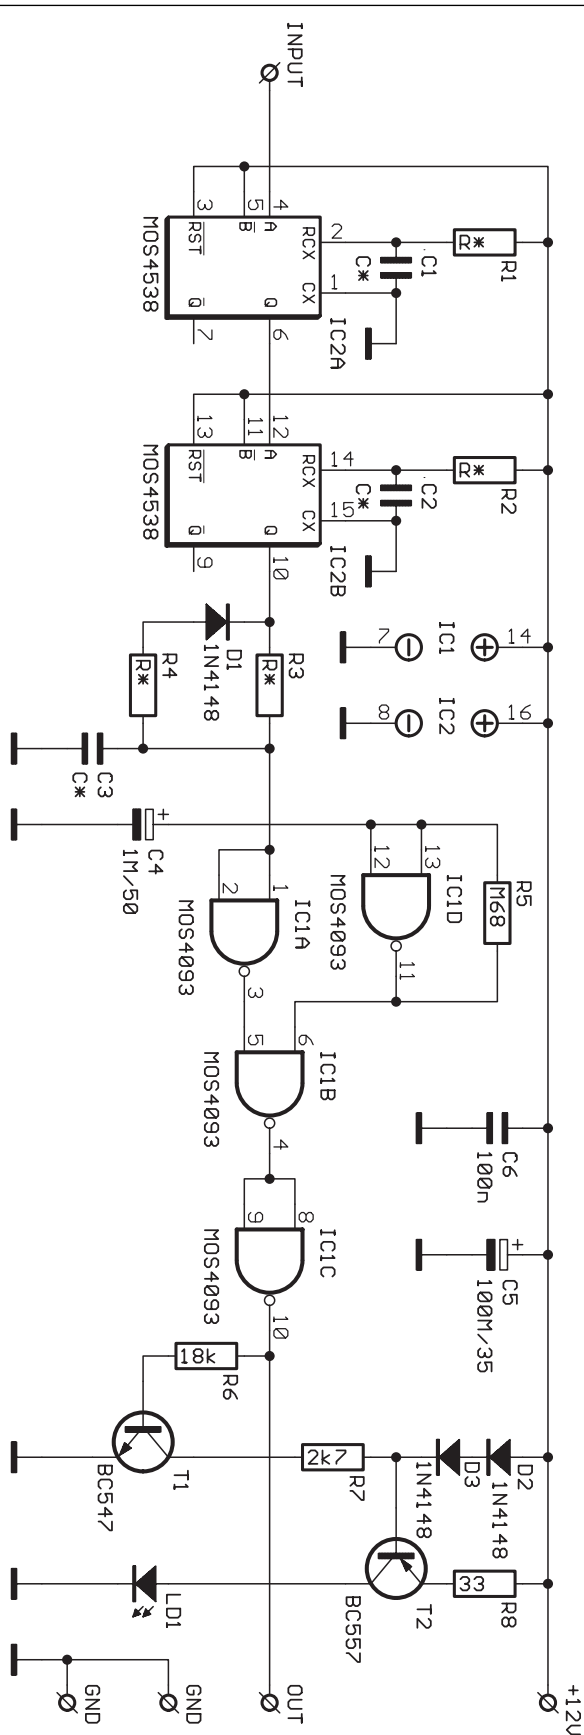 INPUT
R1
R*
C1
C*
2
1
RCX
CX
IC2A
4
5
3
A
B
RST
Q
Q
6
7
MOS4538
R2
R*
C2
C*
14
15
RCX
CX
IC2B
12
11
13
A
B
RST
Q
Q
10
9
MOS4538
IC1
14
7
IC2
16
8
D1
1N4148
R3
R*
R4
R*
C3
C*
C4
1M/50
+
R5
M68
IC1D
13
12
11
MOS4093
IC1A
1
2
3
MOS4093
IC1B
6
5
4
MOS4093
IC1C
8
9
10
MOS4093
C6
100n
C5
100M/35
+
R6
18k
T1
BC547
R7
2k7
D2
1N4148
D3
1N4148
T2
BC557
R8
33
LD1
+12V
OUT
GND
GND